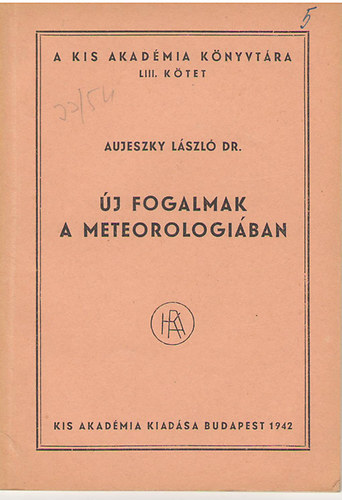 5
A KIS AKADÉMIA KÖNYVTÁRA
LIII. KÖTET
AUJESZKY LÁSZLÓ DR.
ÚJ FOGALMAK
A METEOROLOGIÁBAN
KIS AKADÉMIA KIADÁSA BUDAPEST 1942